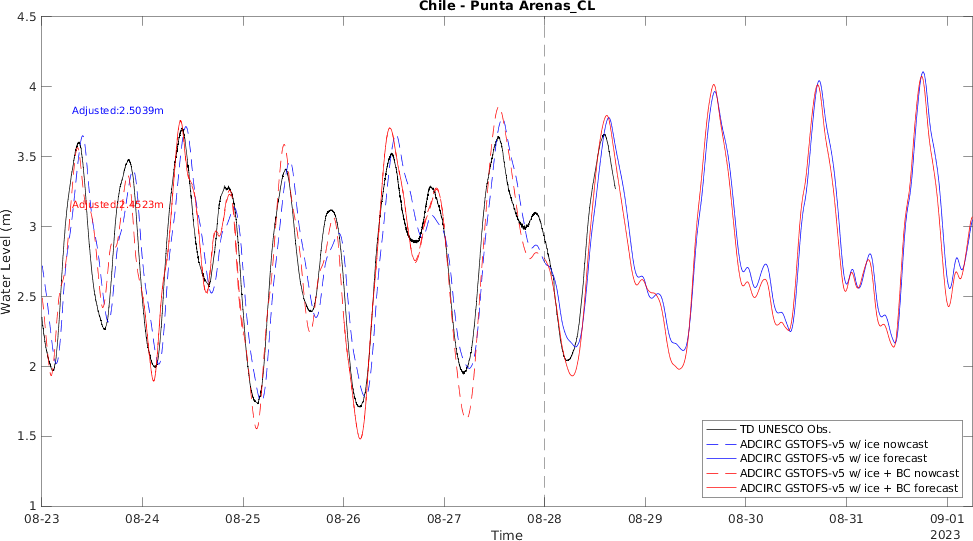 Chile - Punta Arenas_CL
4.5
4
3.5
3
2.5
2
1.5
1
Water Level (m)
Adjusted:2.5039m
Adjusted:2.4523m
TD UNESCO Obs.
ADCIRC GSTOFS-v5 w/ ice nowcast
ADCIRC GSTOFS-v5 w/ ice forecast
ADCIRC GSTOFS-v5 w/ ice + BC nowcast
ADCIRC GSTOFS-v5 w/ ice + BC forecast
08-23 08-24 08-25 08-26 08-27 08-28 08-29 08-30 08-31 09-01
2023
Time